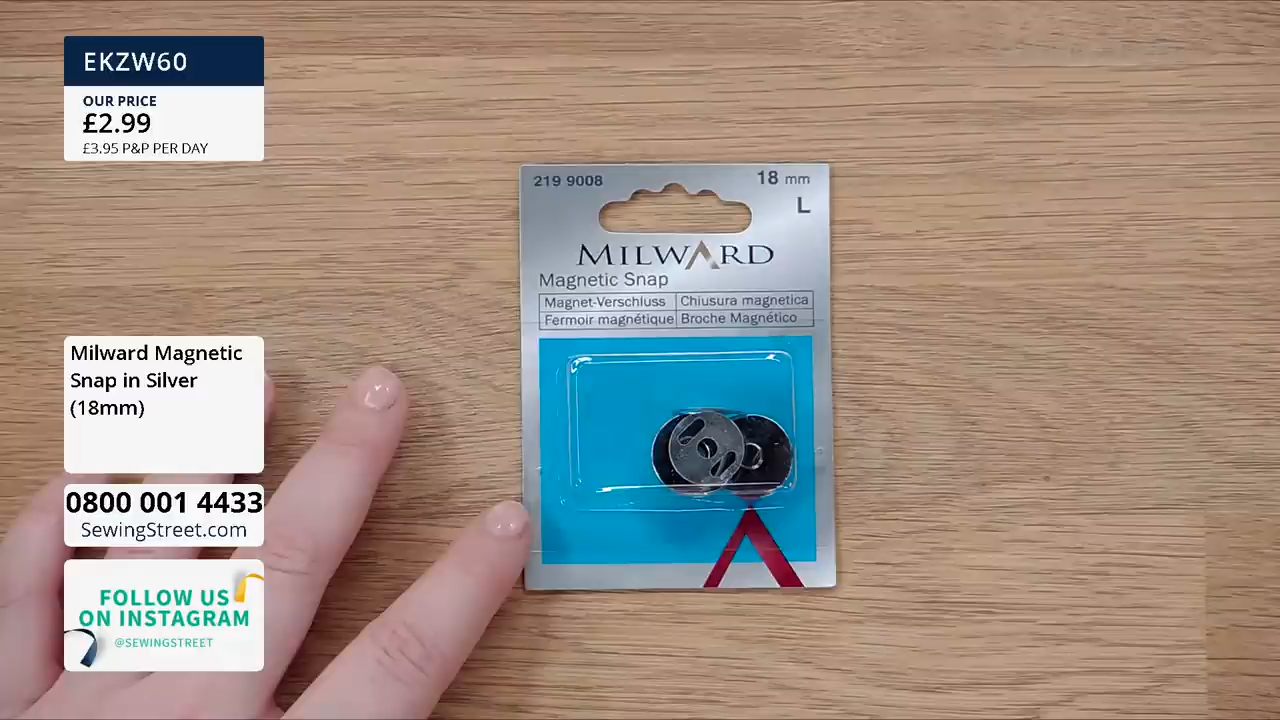 EKZW60
OUR PRICE
£2.99
£3.95 P&P PER DAY
Milward Magnetic
Snap in Silver
(18mm)
0800 001 4433
SewingStreet.com
FOLLOW US
ON INSTAGRAM
@SEWINGSTREET
219 9008
18 mm
L
MILWARD
Magnetic Snap
Magnet-Verschluss
Chiusura magnetica
Fermoir magnétique
Broche Magnético